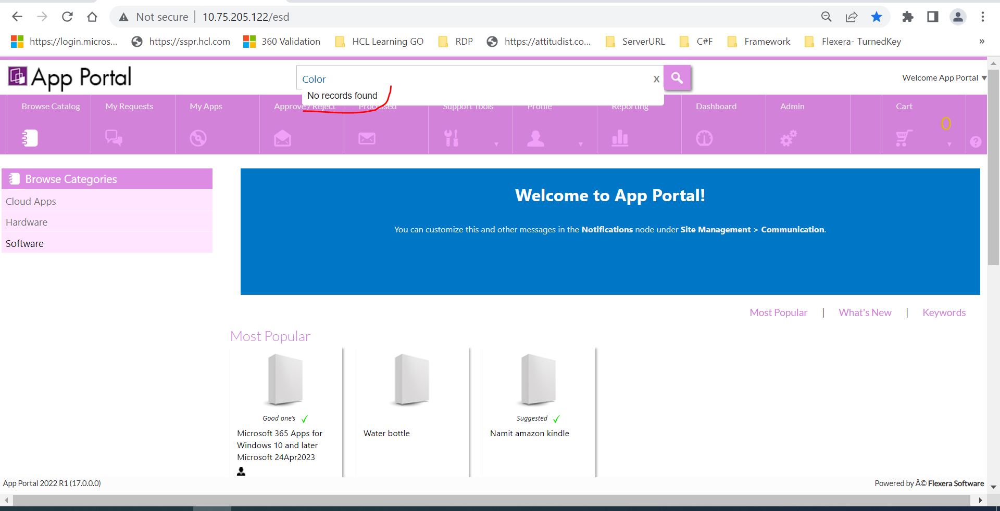 Not secure | 10.75.205.122/esd
https://login.micros... https://sspr.hcl.com 360 Validation HCL Learning GO RDP https://attitudist.co... ServerURL C#F Framework Flexera- TurnedKey »
App Portal
Color X
Welcome App Portal
No records found
Browse Catalog My Requests My Apps Approve / Reject Processed Support Tools Profile Reporting Dashboard Admin Cart
0
?
Browse Categories
Cloud Apps
Hardware
Software
Welcome to App Portal!
You can customize this and other messages in the Notifications node under Site Management > Communication.
Most Popular | What's New | Keywords
Most Popular
Good one's
Microsoft 365 Apps for
Windows 10 and later
Microsoft 24Apr2023
Water bottle
Suggested
Namit amazon kindle
App Portal 2022 R1 (17.0.0.0)
Powered by Â© Flexera Software